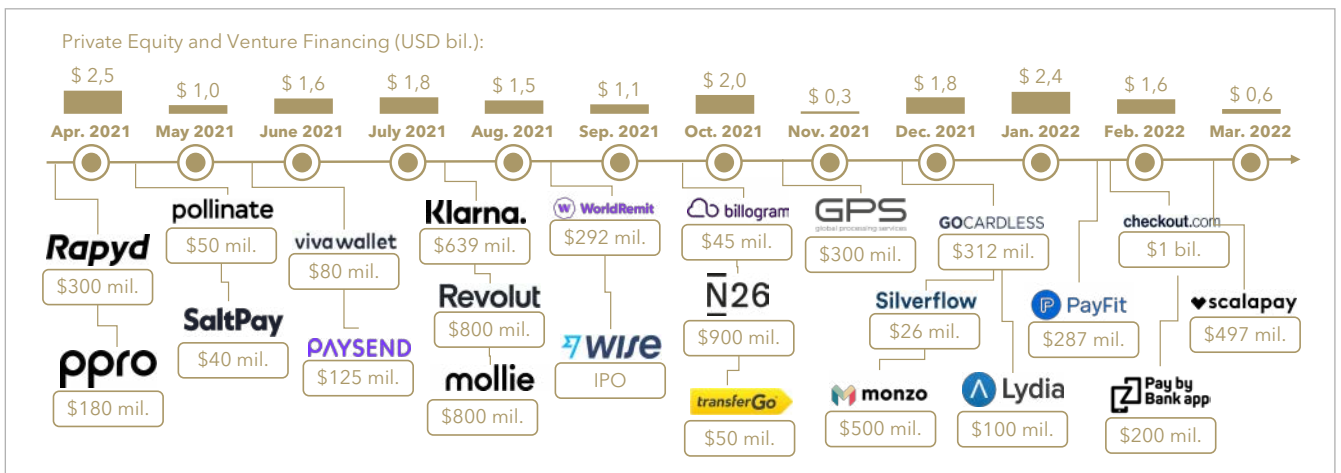 Private Equity and Venture Financing (USD bil.):
$ 2,5
$ 1,0
$ 1,6
$ 1,8
$ 1,5
$ 1,1
$ 2,0
$ 0,3
$ 1,8
$ 2,4
$ 1,6
$ 0,6
Apr. 2021
May 2021
June 2021
July 2021
Aug. 2021
Sep. 2021
Oct. 2021
Nov. 2021
Dec. 2021
Jan. 2022
Feb. 2022
Mar. 2022
Rapyd
$300 mil.
ppro
$180 mil.
pollinate
$50 mil.
SaltPay
$40 mil.
vivawallet
$80 mil.
PAYSEND
$125 mil.
Klarna.
$639 mil.
Revolut
$800 mil.
mollie
$800 mil.
W WorldRemit
$292 mil.
WISE
IPO
billogram
$45 mil.
N26
$900 mil.
transferGo
$50 mil.
GPS
global processing services
$300 mil.
GOCARDLESS
$312 mil.
Silverflow
$26 mil.
monzo
$500 mil.
Lydia
$100 mil.
P PayFit
$287 mil.
checkout.com
$1 bil.
Pay by
Bank app
$200 mil.
scalapay
$497 mil.